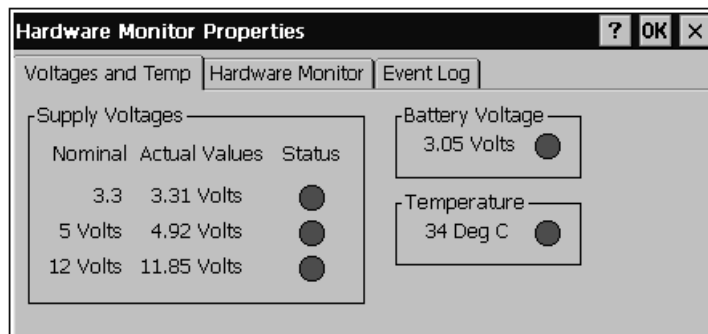 Hardware Monitor Properties ? OK ×
Voltages and Temp Hardware Monitor Event Log
Supply Voltages
Nominal Actual Values Status
3.3 3.31 Volts
5 Volts 4.92 Volts
12 Volts 11.85 Volts
Battery Voltage
3.05 Volts
Temperature
34 Deg C